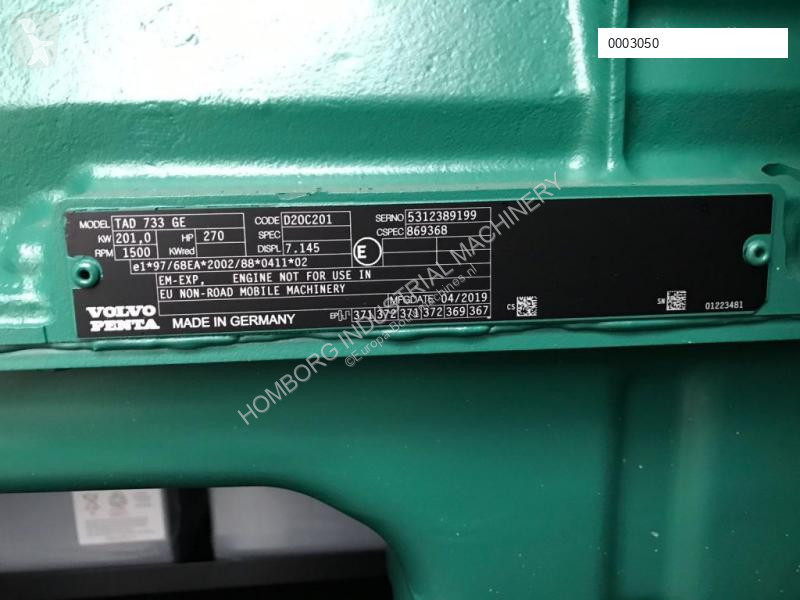 0003050
MODEL TAD 733 GE CODE D20C201 SERNO 5312389199
KW 201,0 HP 270 SPEC CSPEC 869368
RPM 1500 KWred DISPL 7,145 E
e1*97/68EA*2002/88*0411*02
EM-EXP, ENGINE NOT FOR USE IN
EU NON-ROAD MOBILE MACHINERY
MFGDATE 04/2019
VOLVO
PENTA
MADE IN GERMANY
EP 371 372 371 372 369 367
CS
SN
01223481
HOMBORG INDUSTRIAL MACHINERY